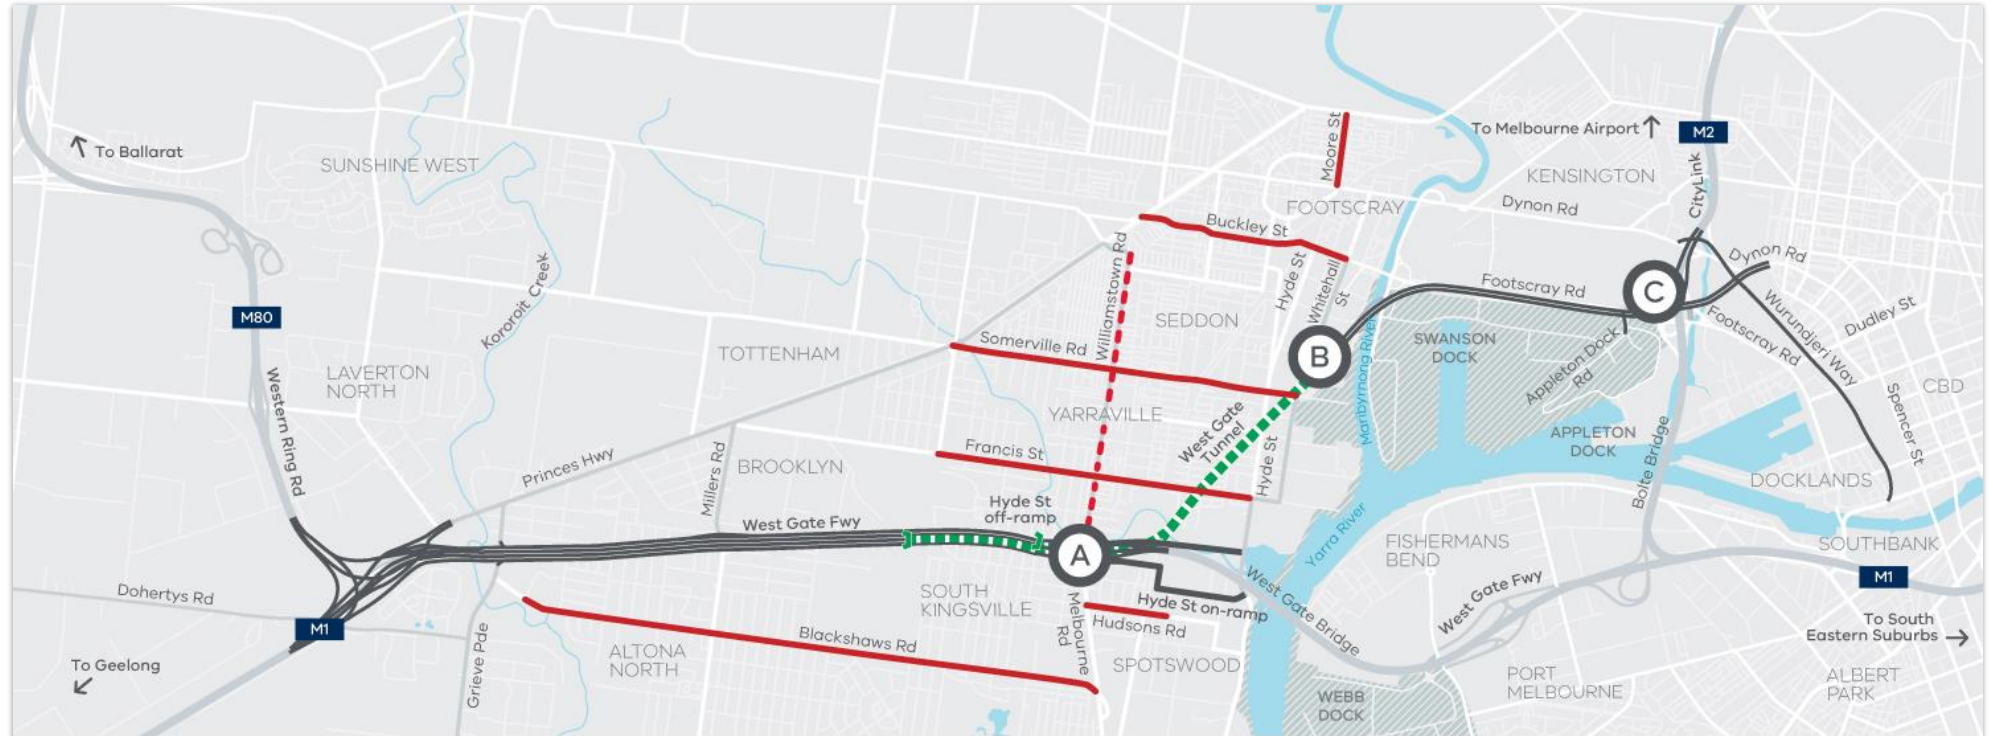 To Ballarat
SUNSHINE WEST
Kororoit Creek
M80
Western Ring Rd
LAVERTON
NORTH
TOTTENHAM
Princes Hwy
Millers Rd
BROOKLYN
West Gate Fwy
Dohertys Rd
M1
To Geelong
Grieve Pde
ALTONA
NORTH
Blackshaws Rd
SOUTH
KINGSVILLE
Hyde St
off-ramp
A
Melbourne
Rd
Hudsons Rd
Hyde St on-ramp
SPOTSWOOD
Francis St
YARRAVILLE
Somerville Rd
Williamstown Rd
SEDDON
West Gate
Tunnel
Hyde St
Buckley St
Hyde St
Whitehall
St
B
Moore St
FOOTSCRAY
Maribyrnong River
Yarra River
West Gate Bridge
To Melbourne Airport
M2
KENSINGTON
CityLink
Dynon Rd
Dynon Rd
Footscray Rd
C
Footscray Rd
Wurundjeri Way
Dudley St
SWANSON
DOCK
Appleton Dock
Rd
APPLETON
DOCK
Bolte Bridge
CBD
Spencer St
DOCKLANDS
SOUTHBANK
M1
FISHERMANS
BEND
West Gate Fwy
To South
Eastern Suburbs
WEBB
DOCK
PORT
MELBOURNE
ALBERT
PARK